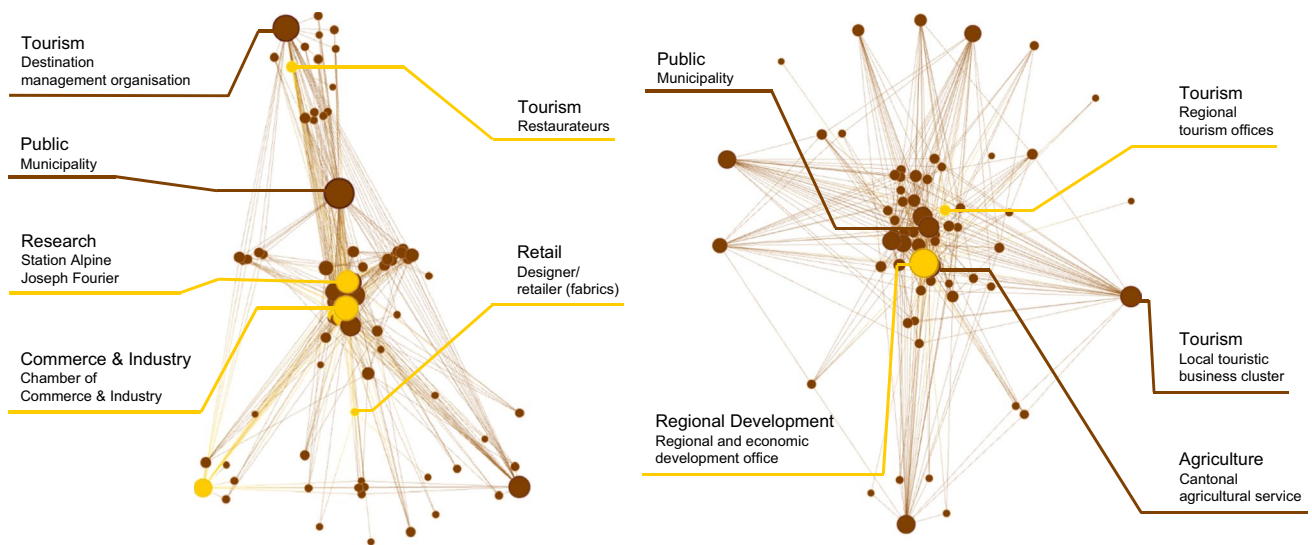 Tourism
Destination
management organisation
Tourism
Restaurateurs
Public
Municipality
Research
Station Alpine
Joseph Fourier
Retail
Designer/
retailer (fabrics)
Commerce & Industry
Chamber of
Commerce & Industry
Public
Municipality
Tourism
Regional
tourism offices
Tourism
Local touristic
business cluster
Regional Development
Regional and economic
development office
Agriculture
Cantonal
agricultural service